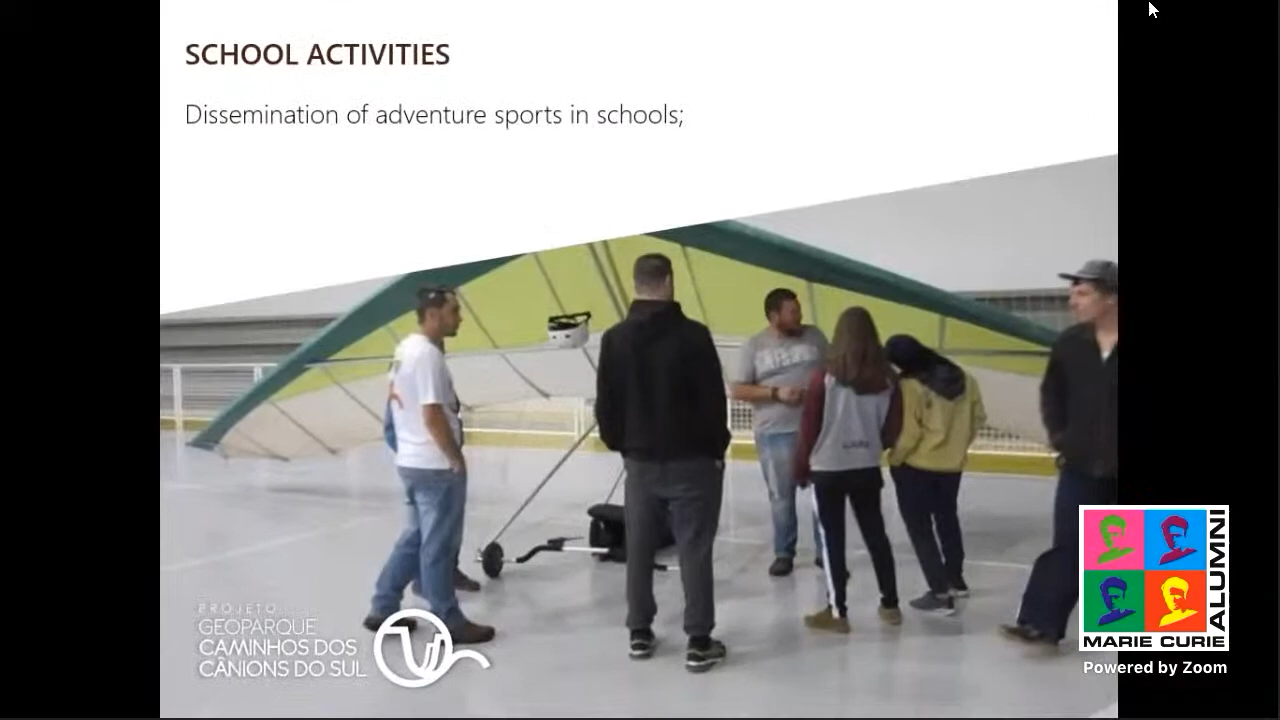 SCHOOL ACTIVITIES
Dissemination of adventure sports in schools;
PROJETO
GEOPARQUE
CAMINHOS DOS
CÂNIONS DO SUL
ALUMNI
MARIE CURIE
Powered by Zoom